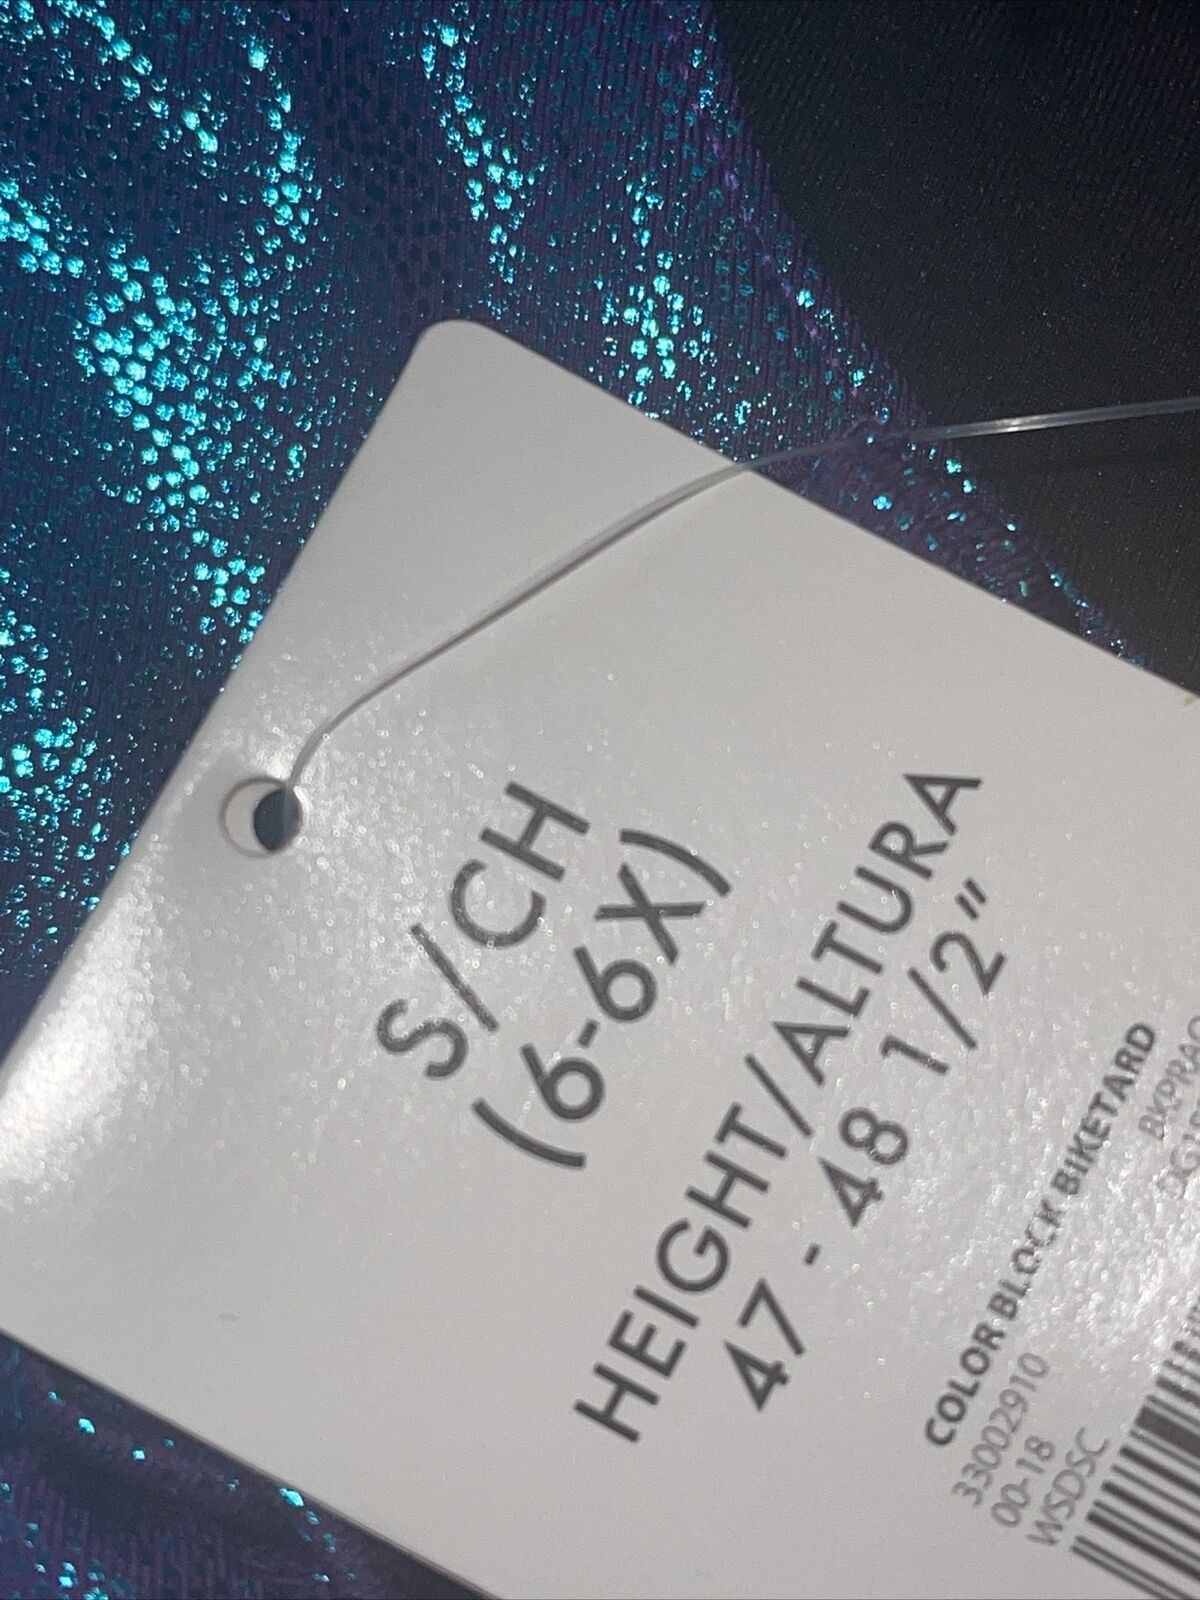 S/CH
(6-6X)
HEIGHT/ALTURA
47 - 48 1/2"
COLOR BLOCK BIKETARD
33002910
00-18
WSDSC